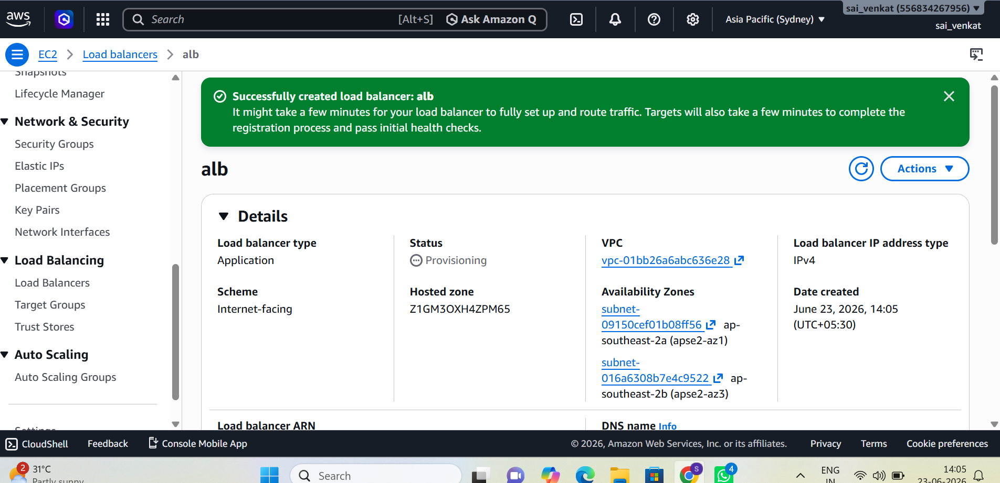 aws
Search [Alt+S] Ask Amazon Q
Asia Pacific (Sydney)
sai_venkat (556834267956)
sai_venkat
EC2 Load balancers alb
Snapshots
Lifecycle Manager
Network & Security
Security Groups
Elastic IPs
Placement Groups
Key Pairs
Network Interfaces
Load Balancing
Load Balancers
Target Groups
Trust Stores
Auto Scaling
Auto Scaling Groups
Settings
Successfully created load balancer: alb
It might take a few minutes for your load balancer to fully set up and route traffic. Targets will also take a few minutes to complete the
registration process and pass initial health checks.
alb
Actions
Details
Load balancer type
Application
Scheme
Internet-facing
Status
Provisioning
Hosted zone
Z1GM3OXH4ZPM65
VPC
vpc-01bb26a6abc636e28
Availability Zones
subnet-
09150cef01b08ff56 ap-
southeast-2a (apse2-az1)
subnet-
016a6308b7e4c9522 ap-
southeast-2b (apse2-az3)
Load balancer IP address type
IPv4
Date created
June 23, 2026, 14:05
(UTC+05:30)
Load balancer ARN
DNS name Info
CloudShell Feedback Console Mobile App © 2026, Amazon Web Services, Inc. or its affiliates. Privacy Terms Cookie preferences
2
31°C
Partly sunny
Search
S
4
ENG
IN
14:05
23-06-2026